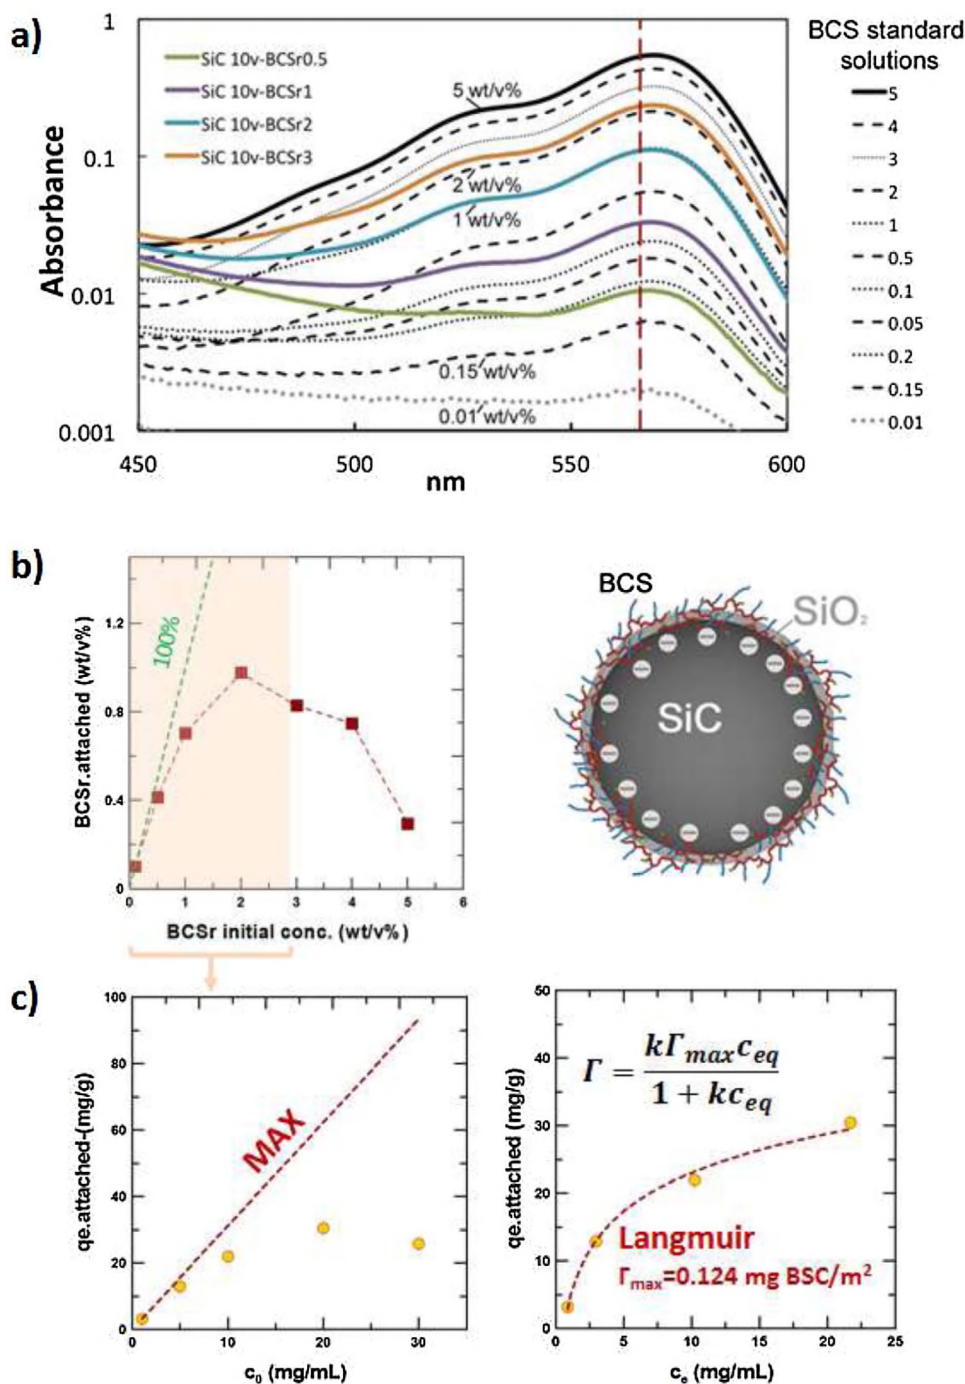 a)
1
0.1
0.01
0.001
Absorbance
SiC 10v-BCSr0.5
SiC 10v-BCSr1
SiC 10v-BCSr2
SiC 10v-BCSr3
5 wt/v%
2 wt/v%
1 wt/v%
0.15 wt/v%
0.01 wt/v%
450 500 550 600
nm
BCS standard
solutions
5
4
3
2
1
0.5
0.1
0.05
0.2
0.15
0.01
b)
BCSr.attached (wt/v%)
1.2
0.8
0.4
0
100%
0 1 2 3 4 5 6
BCSr initial conc. (wt/v%)
BCS
SiO2
SiC
c)
qe.attached-(mg/g)
100
80
60
40
20
0
MAX
0 10 20 30
c0 (mg/mL)
qe.attached (mg/g)
50
40
30
20
10
0
Γ = kΓmaxceq / 1 + kceq
Langmuir
Γmax=0.124 mg BSC/m2
0 5 10 15 20 25
ce (mg/mL)